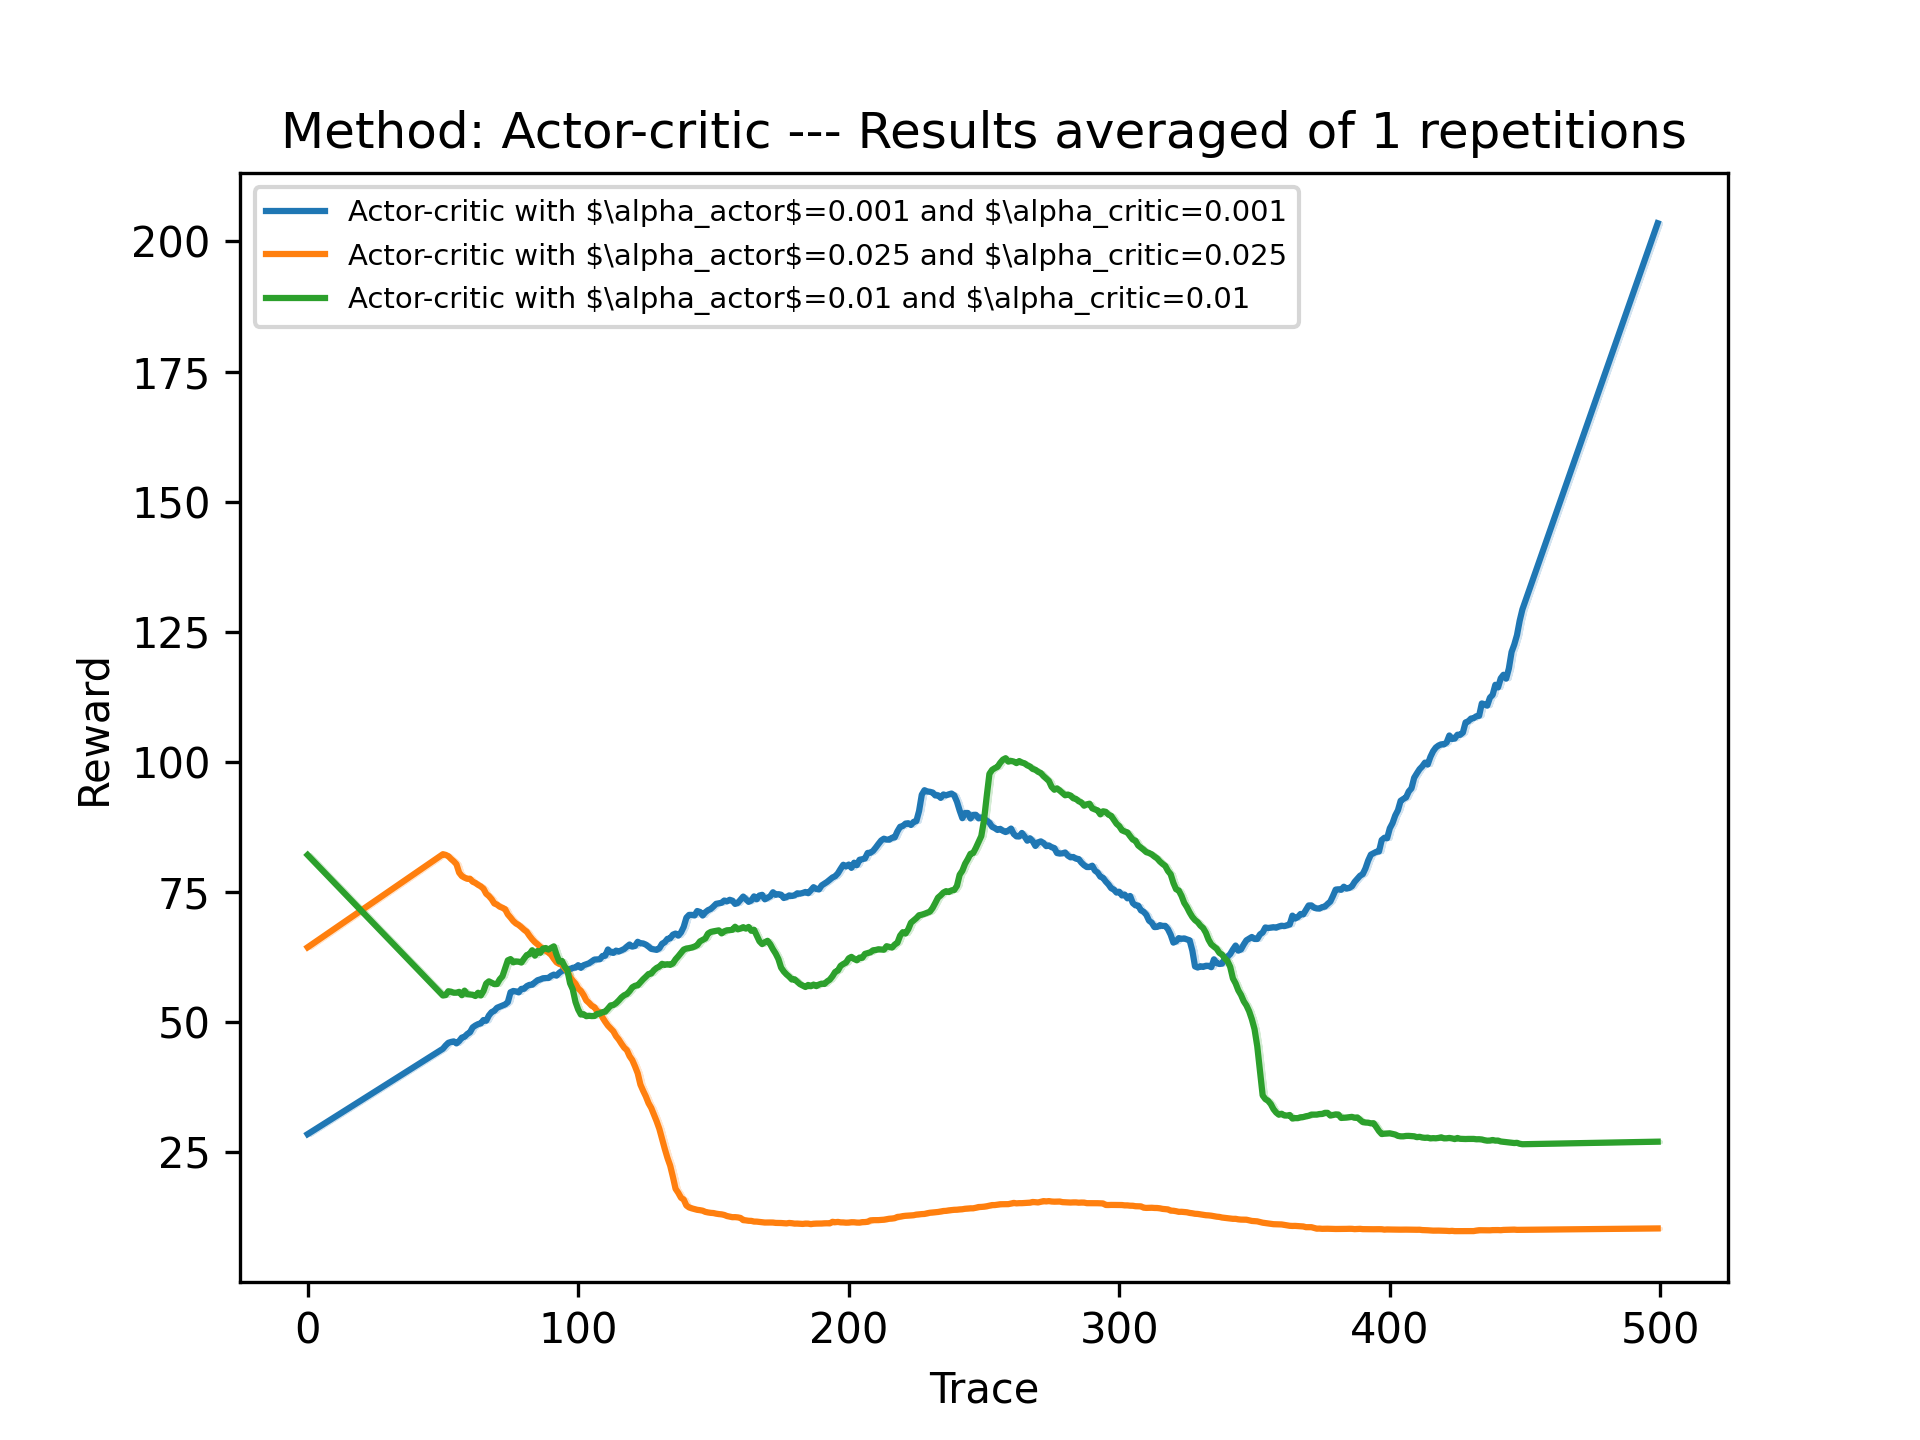 Method: Actor-critic --- Results averaged of 1 repetitions
Actor-critic with $\alpha_actor$=0.001 and $\alpha_critic=0.001
Actor-critic with $\alpha_actor$=0.025 and $\alpha_critic=0.025
Actor-critic with $\alpha_actor$=0.01 and $\alpha_critic=0.01
200
175
150
125
100
75
50
25
Reward
0 100 200 300 400 500
Trace